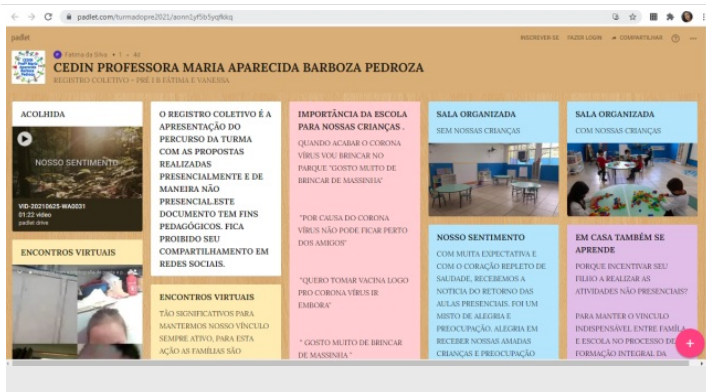 padlet.com/turmadopre2021/aonn1yf5b5yqfkkq
padlet
INSCREVER-SE
FAZER LOGIN
COMPARTILHAR
Fatima da Silva • 1 • 4d
CEDIN PROFESSORA MARIA APARECIDA BARBOZA PEDROZA
REGISTRO COLETIVO - PRÉ 1 B FÁTIMA E VANESSA
ACOLHIDA
NOSSO SENTIMENTO
VID-20210625-WA0031
01:22 video
padlet drive
ENCONTROS VIRTUAIS
O REGISTRO COLETIVO É A
APRESENTAÇÃO DO
PERCURSO DA TURMA
COM AS PROPOSTAS
REALIZADAS
PRESENCIALMENTE E DE
MANEIRA NÃO
PRESENCIAL.ESTE
DOCUMENTO TEM FINS
PEDAGÓGICOS. FICA
PROIBIDO SEU
COMPARTILHAMENTO EM
REDES SOCIAIS.
ENCONTROS VIRTUAIS
TÃO SIGNIFICATIVOS PARA
MANTERMOS NOSSO VÍNCULO
SEMPRE ATIVO, PARA ESTA
AÇÃO AS FAMÍLIAS SÃO
IMPORTÂNCIA DA ESCOLA
PARA NOSSAS CRIANÇAS .
QUANDO ACABAR O CORONA
VÍRUS VOU BRINCAR NO
PARQUE "GOSTO MUITO DE
BRINCAR DE MASSINHA"
"POR CAUSA DO CORONA
VÍRUS NÃO PODE FICAR PERTO
DOS AMIGOS"
"QUERO TOMAR VACINA LOGO
PRO CORONA VÍRUS IR
EMBORA"
" GOSTO MUITO DE BRINCAR
DE MASSINHA "
SALA ORGANIZADA
SEM NOSSAS CRIANÇAS
NOSSO SENTIMENTO
COM MUITA EXPECTATIVA E
COM O CORAÇÃO REPLETO DE
SAUDADE, RECEBEMOS A
NOTICIA DO RETORNO DAS
AULAS PRESENCIAIS. FOI UM
MISTO DE ALEGRIA E
PREOCUPAÇÃO. ALEGRIA EM
RECEBER NOSSAS AMADAS
CRIANÇAS E PREOCUPAÇÃO
SALA ORGANIZADA
COM NOSSAS CRIANÇAS
EM CASA TAMBÉM SE
APRENDE
PORQUE INCENTIVAR SEU
FILHO A REALIZAR AS
ATIVIDADES NÃO PRESENCIAIS?
PARA MANTER O VINCULO
INDISPENSÁVEL ENTRE FAMÍLIA
E ESCOLA NO PROCESSO DE
FORMAÇÃO INTEGRAL DA